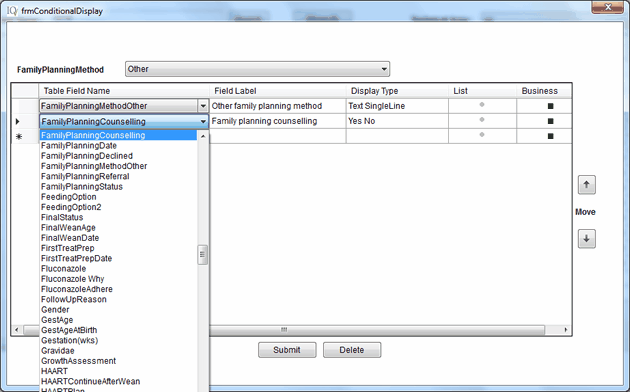 IQ frmConditionalDisplay
FamilyPlanningMethod Other
Table Field Name Field Label Display Type List Business
FamilyPlanningMethodOther Other family planning method Text SingleLine
FamilyPlanningCounselling Family planning counselling Yes No
FamilyPlanningCounselling
FamilyPlanningDate
FamilyPlanningDeclined
FamilyPlanningMethodOther
FamilyPlanningReferral
FamilyPlanningStatus
FeedingOption
FeedingOption2
FinalStatus
FinalWeanAge
FinalWeanDate
FirstTreatPrep
FirstTreatPrepDate
Fluconazole
Fluconazole Why
FluconazoleAdhere
FollowUpReason
Gender
GestAge
GestAgeAtBirth
Gestation(wks)
Gravidae
GrowthAssessment
HAART
HAARTContinueAfterWean
HAARTPlan
Move
Submit Delete